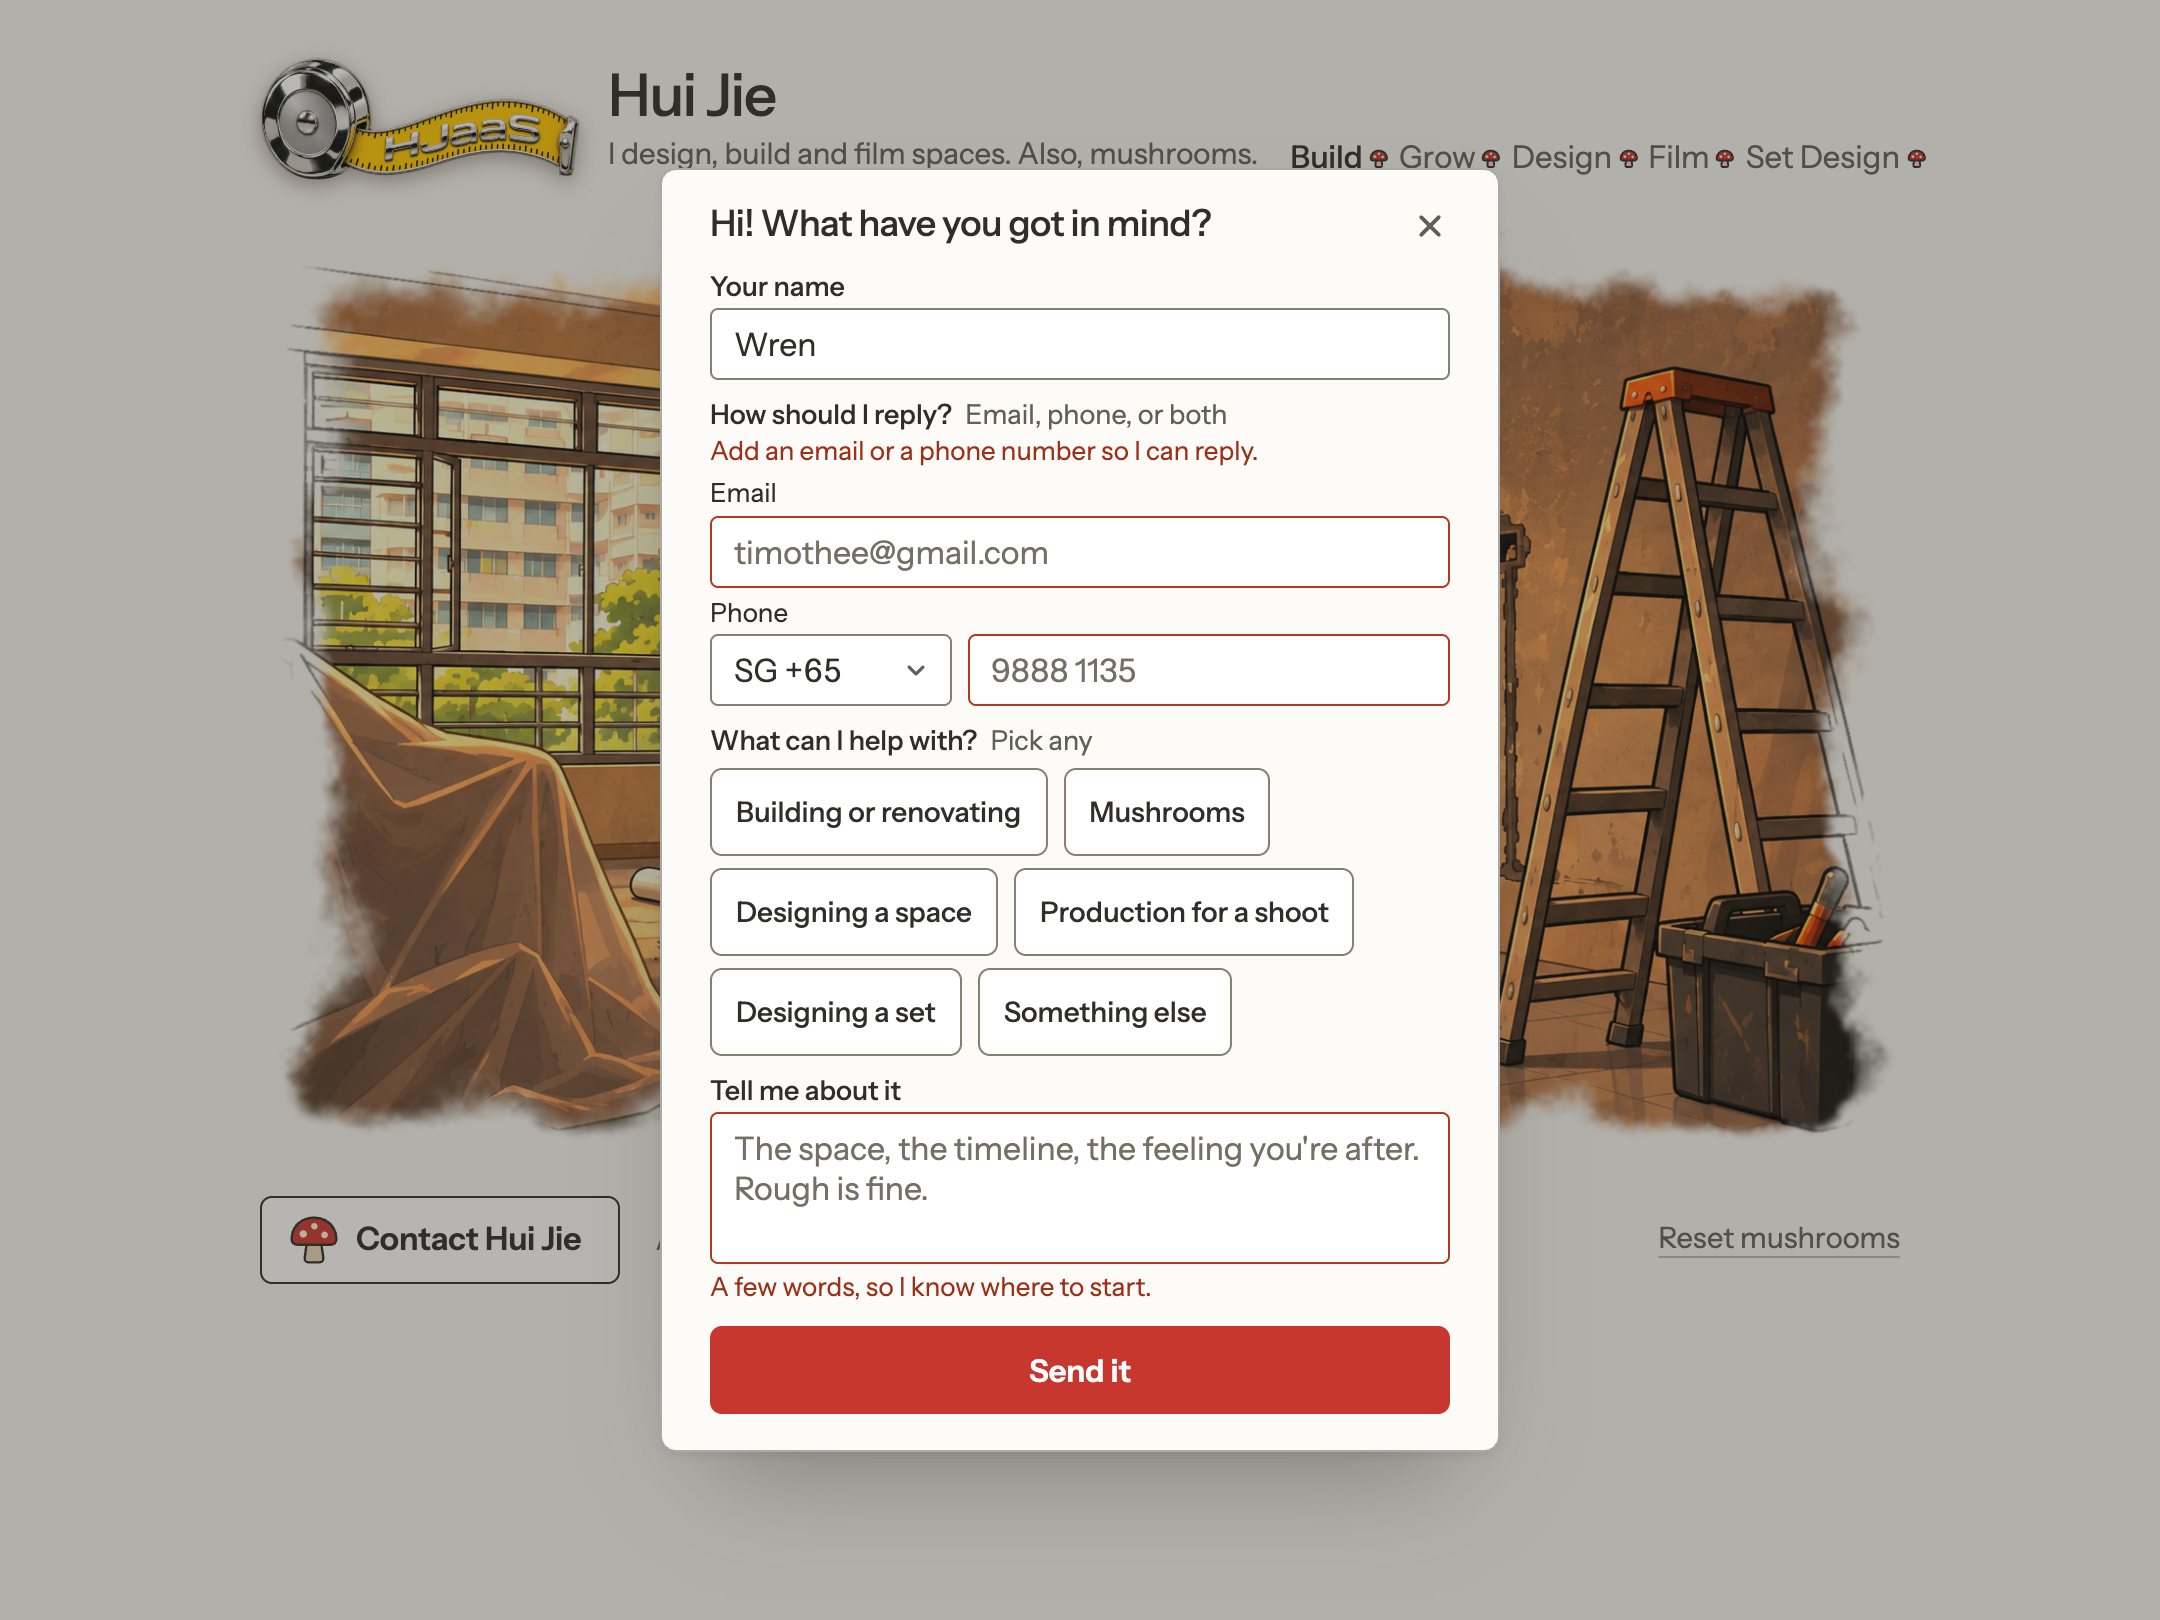 HJaaS
Hui Jie
I design, build and film spaces. Also, mushrooms.
Build Grow Design Film Set Design
Hi! What have you got in mind?
Your name
Wren
How should I reply? Email, phone, or both
Add an email or a phone number so I can reply.
Email
timothee@gmail.com
Phone
SG +65
9888 1135
What can I help with? Pick any
Building or renovating
Mushrooms
Designing a space
Production for a shoot
Designing a set
Something else
Tell me about it
The space, the timeline, the feeling you're after.
Rough is fine.
A few words, so I know where to start.
Send it
Contact Hui Jie
Reset mushrooms